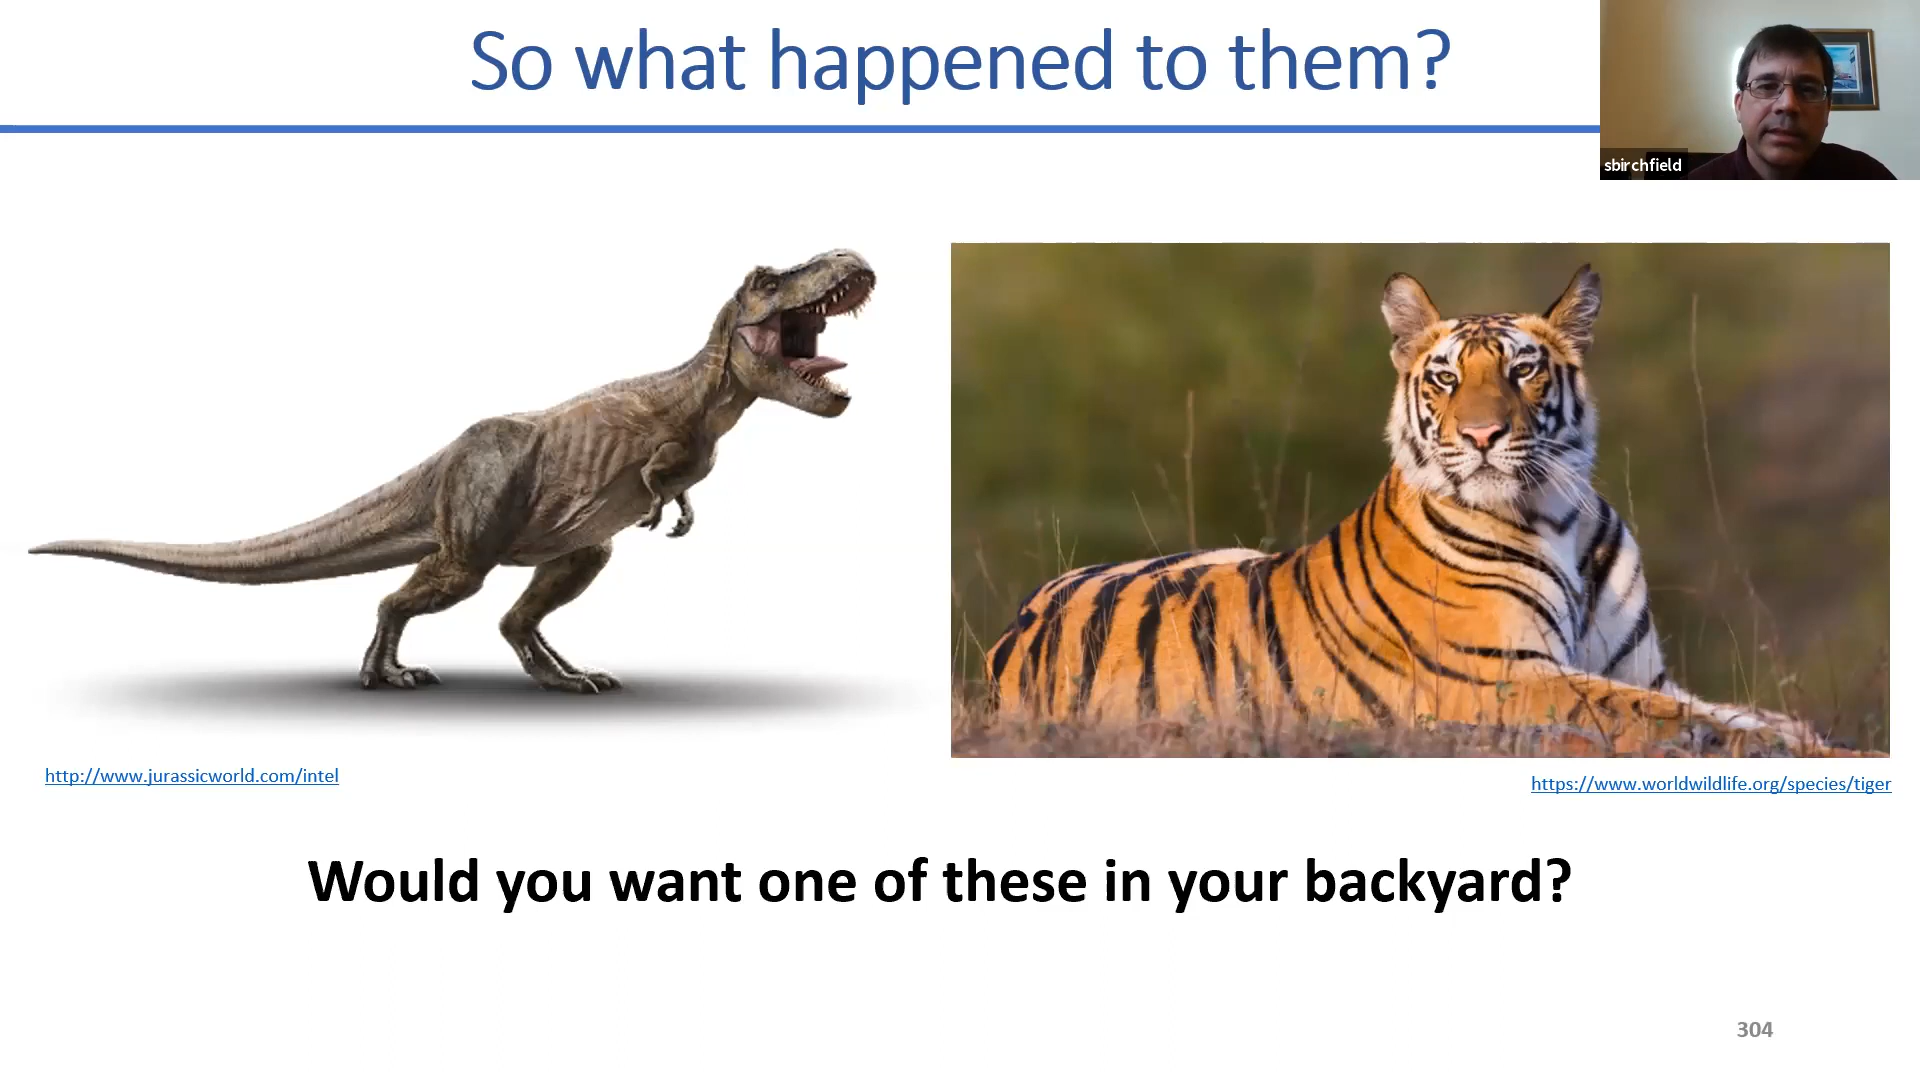 So what happened to them?
sbirchfield
http://www.jurassicworld.com/intel
https://www.worldwildlife.org/species/tiger
Would you want one of these in your backyard?
304